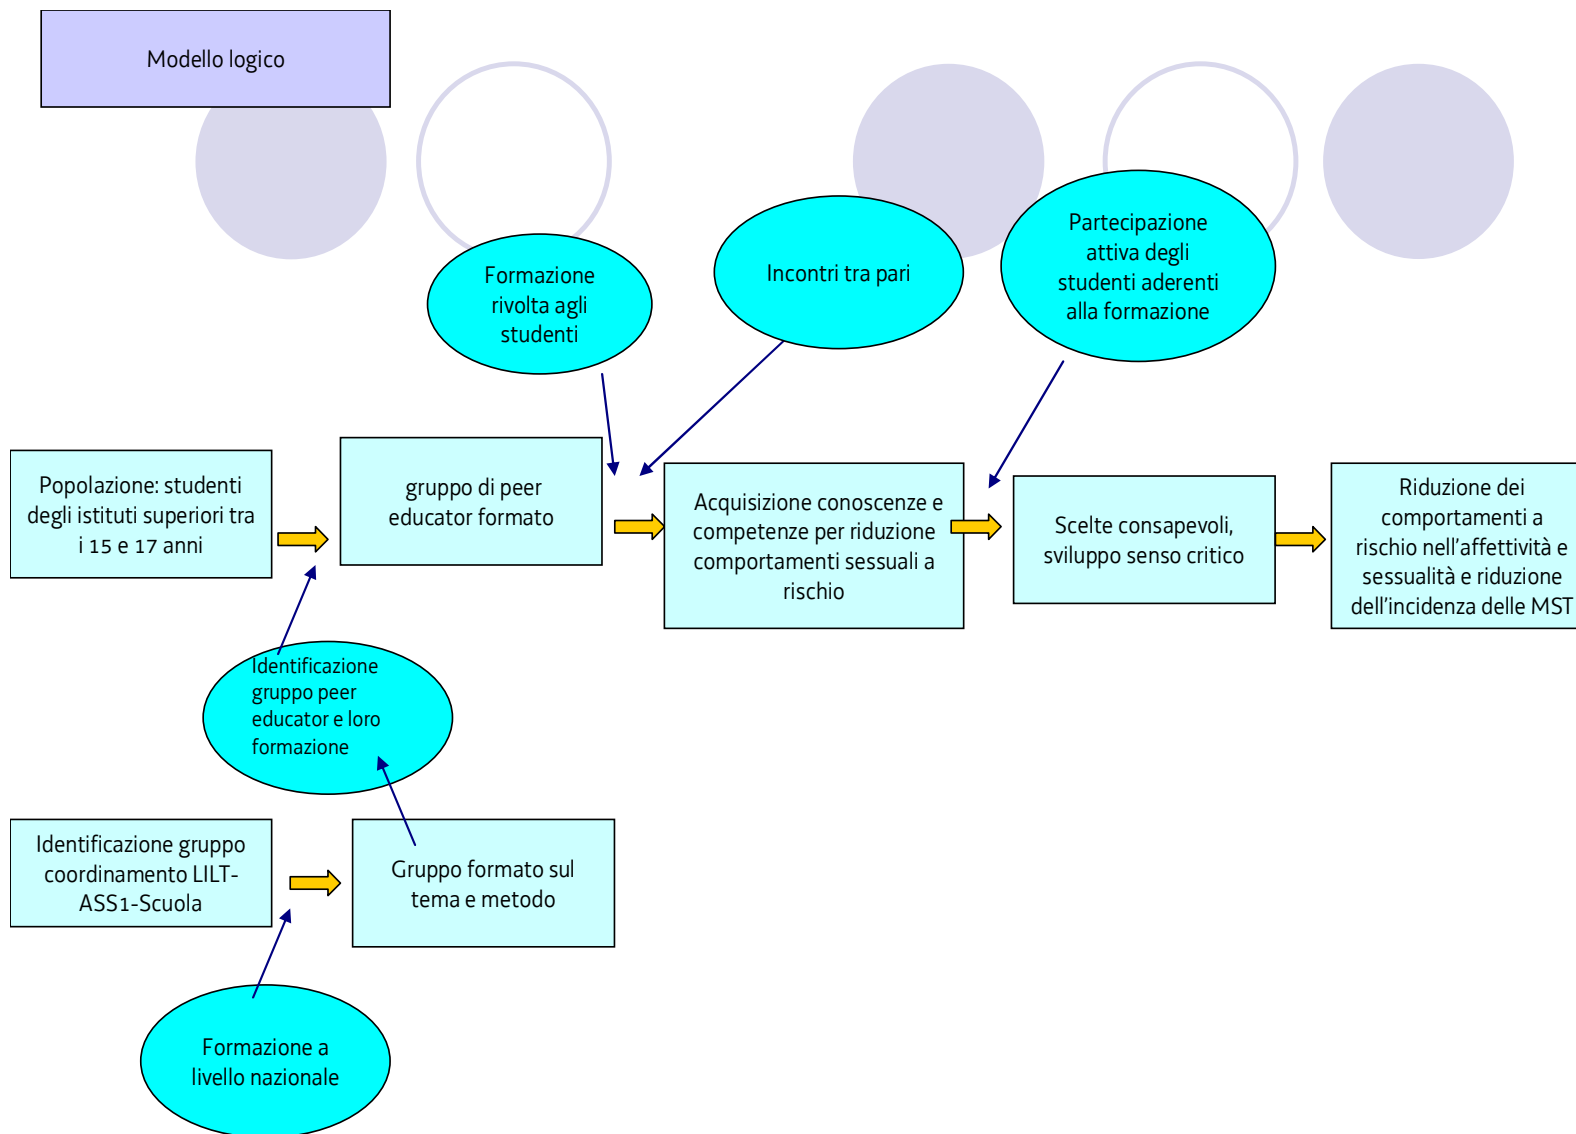 Modello logico
Formazione
rivolta agli
studenti
Incontri tra pari
Partecipazione
attiva degli
studenti aderenti
alla formazione
Popolazione: studenti
degli istituti superiori tra
i 15 e 17 anni
gruppo di peer
educator formato
Acquisizione conoscenze e
competenze per riduzione
comportamenti sessuali a
rischio
Scelte consapevoli,
sviluppo senso critico
Riduzione dei
comportamenti a
rischio nell'affettività e
sessualità e riduzione
dell'incidenza delle MST
Identificazione
gruppo peer
educator e loro
formazione
Identificazione gruppo
coordinamento LILT-
ASS1-Scuola
Gruppo formato sul
tema e metodo
Formazione a
livello nazionale